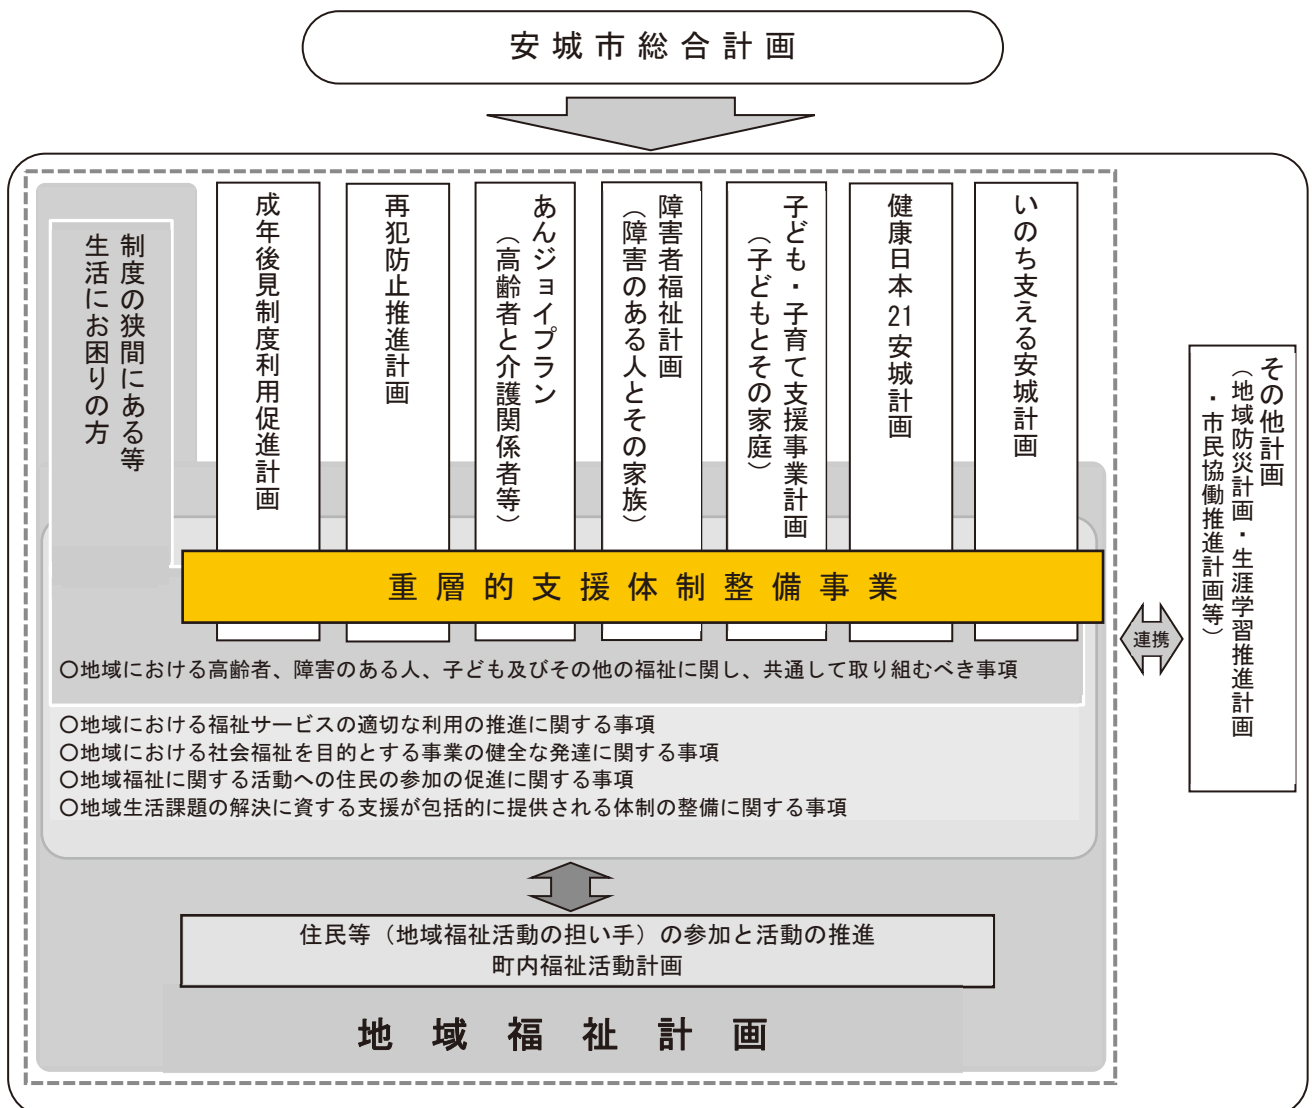 安城市総合計画
制度の狭間にある等
生活にお困りの方
成年後見制度利用促進計画
再犯防止推進計画
あんジョイプラン
（高齢者と介護関係者等）
障害者福祉計画
（障害のある人とその家族）
子ども・子育て支援事業計画
（子どもとその家庭）
健康日本21安城計画
いのち支える安城計画
その他計画
（地域防災計画・生涯学習推進計画
・市民協働推進計画等）
重層的支援体制整備事業
連携
〇地域における高齢者、障害のある人、子ども及びその他の福祉に関し、共通して取り組むべき事項
〇地域における福祉サービスの適切な利用の推進に関する事項
〇地域における社会福祉を目的とする事業の健全な発達に関する事項
〇地域福祉に関する活動への住民の参加の促進に関する事項
〇地域生活課題の解決に資する支援が包括的に提供される体制の整備に関する事項
住民等（地域福祉活動の担い手）の参加と活動の推進
町内福祉活動計画
地域福祉計画